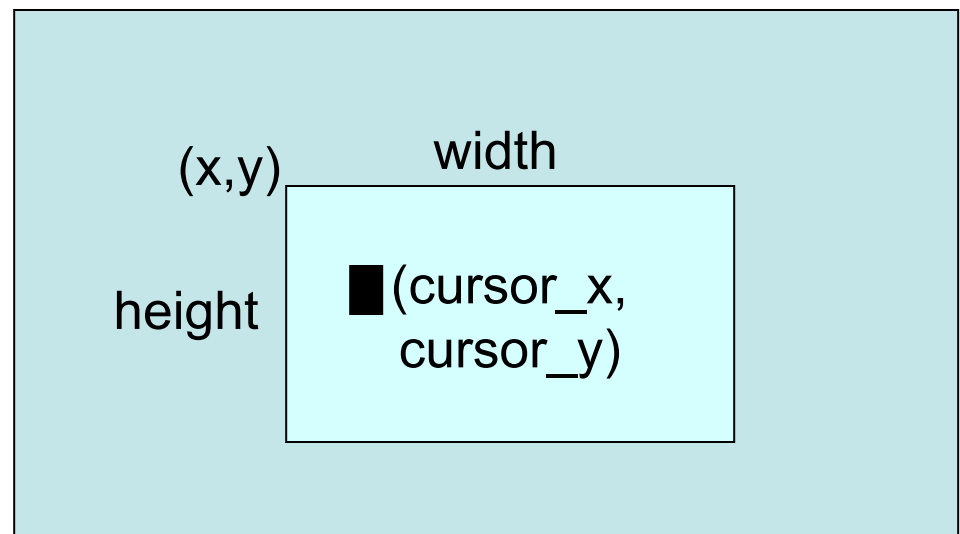 width
(x,y)
height
(cursor_x,
cursor_y)